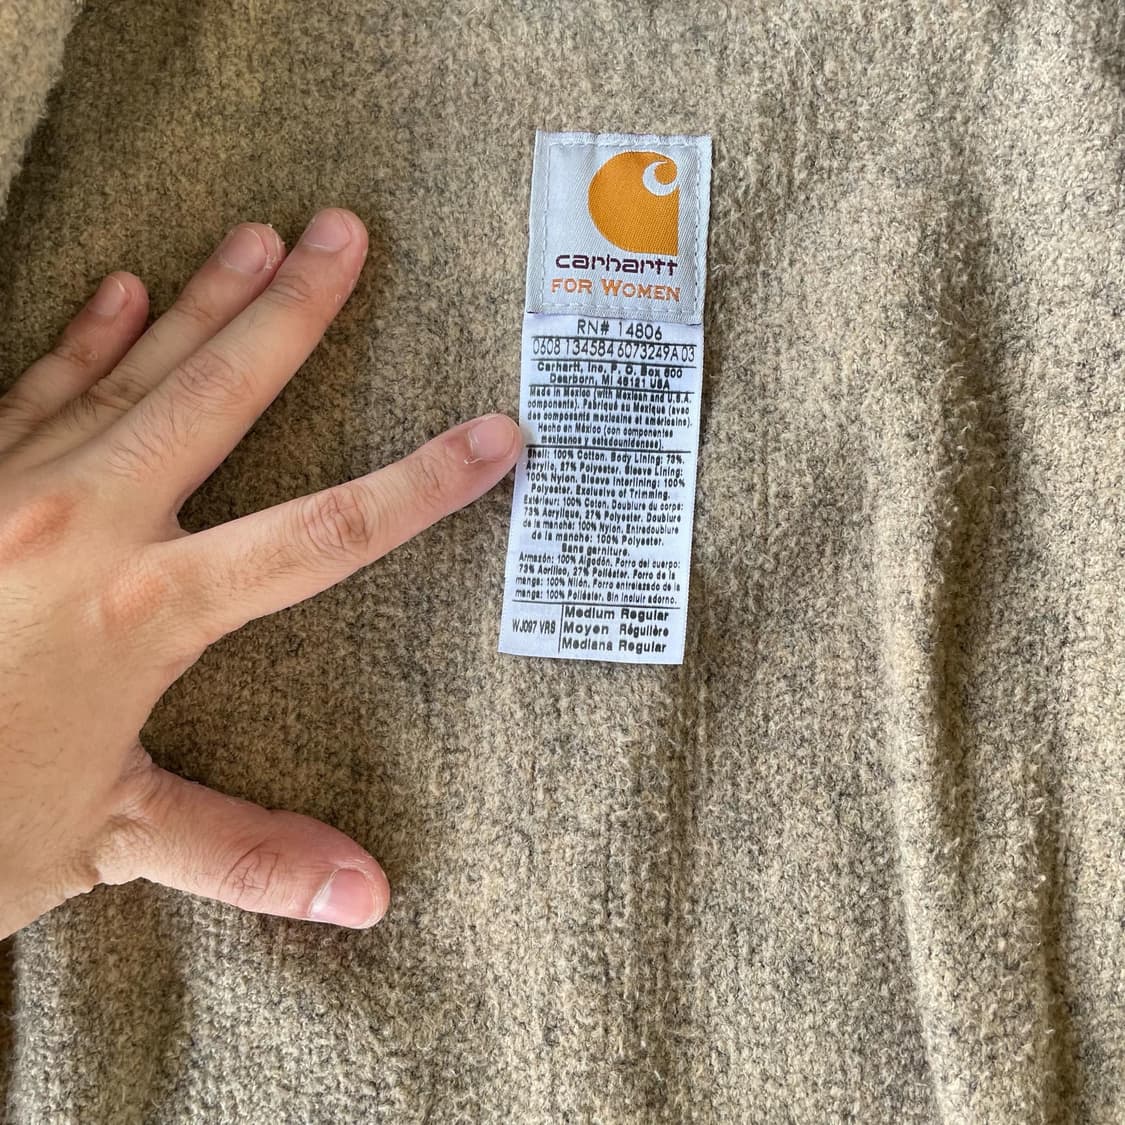 carhartt
FOR WOMEN
RN# 14806
0608 134584 6073249A 03
Carhartt, Inc, P. O. Box 600
Dearborn, MI 48121 USA
Made in Mexico (with Mexican and U.S.A.
components). Fabriqué au Mexique (avec
des composants mexicains et américains).
Hecho en México (con componentes
mexicanos y estadounidenses).
Shell: 100% Cotton. Body Lining: 73%.
Acrylic, 27% Polyester. Sleeve Lining:
100% Nylon. Sleeve Interlining: 100%
Polyester. Exclusive of Trimming.
Extérieur: 100% Coton. Doublure du corps:
73% Acrylique, 27% Polyester. Doublure
de la manche: 100% Nylon. Entredoublure
de la manche: 100% Polyester.
Sans garniture.
Armazón: 100% Algodón. Forro del cuerpo:
73% Acrílico, 27% Poliéster. Forro de la
manga: 100% Nilón. Forro entrelazado de la
manga: 100% Poliéster. Sin incluir adorno.
WJ097 VRS
Medium Regular
Moyen Régulière
Mediana Regular